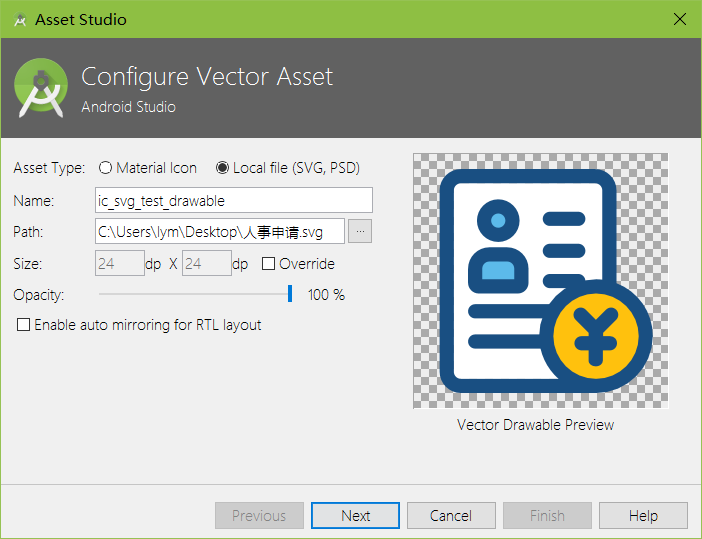 Asset Studio
Configure Vector Asset
Android Studio
Asset Type: Material Icon Local file (SVG, PSD)
Name: ic_svg_test_drawable
Path: C:\Users\lym\Desktop\人事申请.svg ...
Size: 24 dp X 24 dp Override
Opacity: 100 %
Enable auto mirroring for RTL layout
¥
Vector Drawable Preview
Previous Next Cancel Finish Help